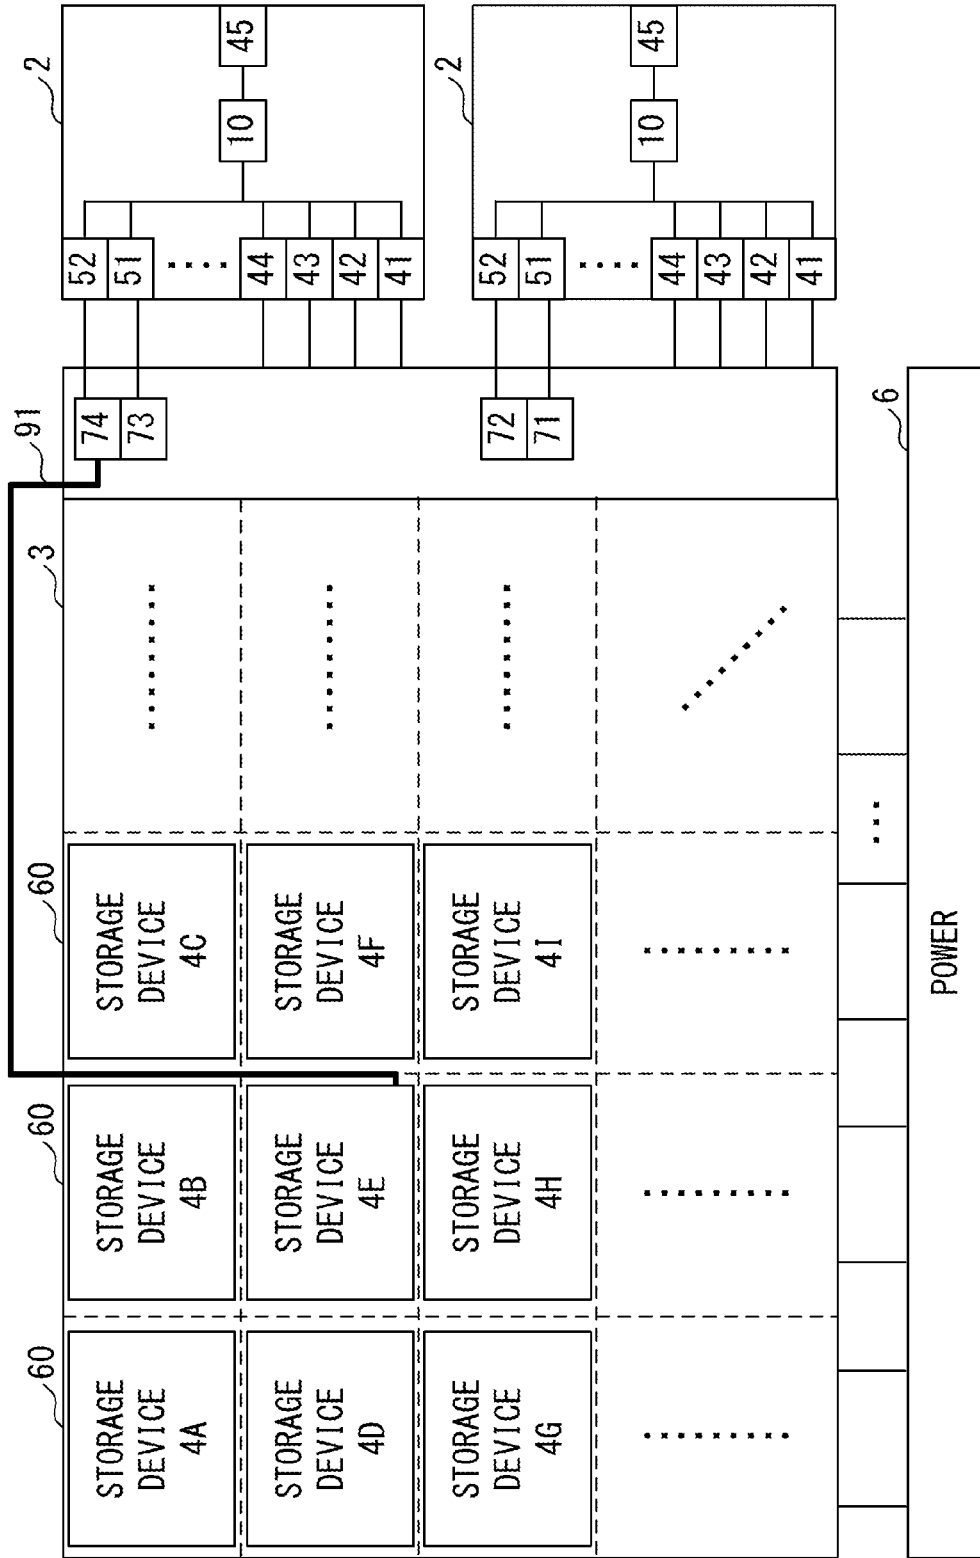 2
45
10
52
51
44
43
42
41
2
45
10
52
51
44
43
42
41
91
74
73
72
71
3
6
60
60
60
STORAGE
DEVICE
4A
STORAGE
DEVICE
4B
STORAGE
DEVICE
4C
STORAGE
DEVICE
4D
STORAGE
DEVICE
4E
STORAGE
DEVICE
4F
STORAGE
DEVICE
4G
STORAGE
DEVICE
4H
STORAGE
DEVICE
4I
POWER